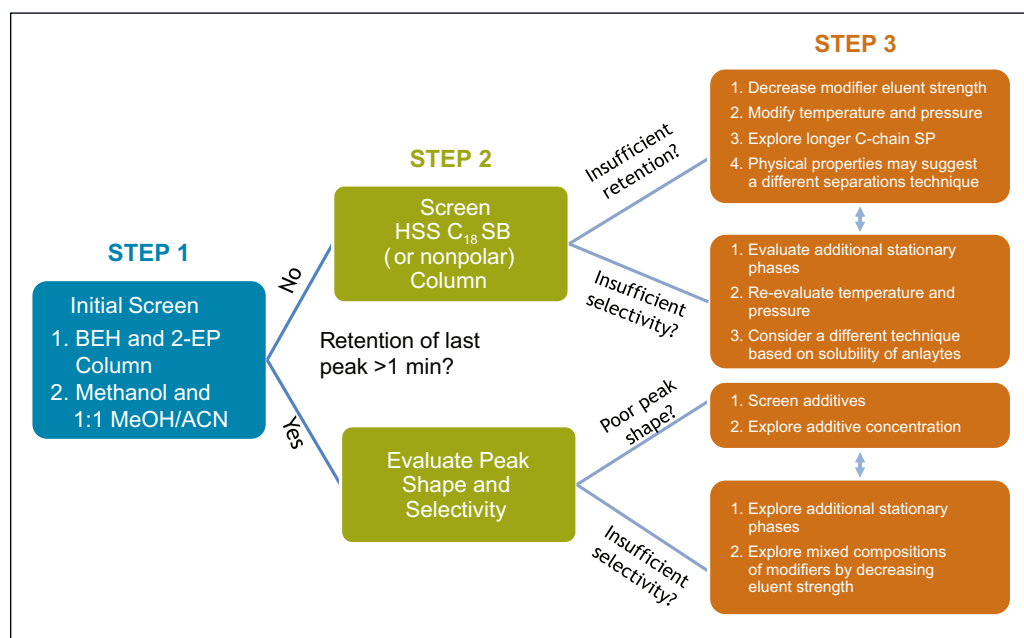 STEP 1
Initial Screen
1. BEH and 2-EP
Column
2. Methanol and
1:1 MeOH/ACN
No
Yes
Retention of last
peak >1 min?
STEP 2
Screen
HSS C₁₈ SB
(or nonpolar)
Column
Evaluate Peak
Shape and
Selectivity
Insufficient
retention?
Insufficient
selectivity?
Poor peak
shape?
Insufficient
selectivity?
STEP 3
1. Decrease modifier eluent strength
2. Modify temperature and pressure
3. Explore longer C-chain SP
4. Physical properties may suggest
a different separations technique
1. Evaluate additional stationary
phases
2. Re-evaluate temperature and
pressure
3. Consider a different technique
based on solubility of anlaytes
1. Screen additives
2. Explore additive concentration
1. Explore additional stationary
phases
2. Explore mixed compositions
of modifiers by decreasing
eluent strength